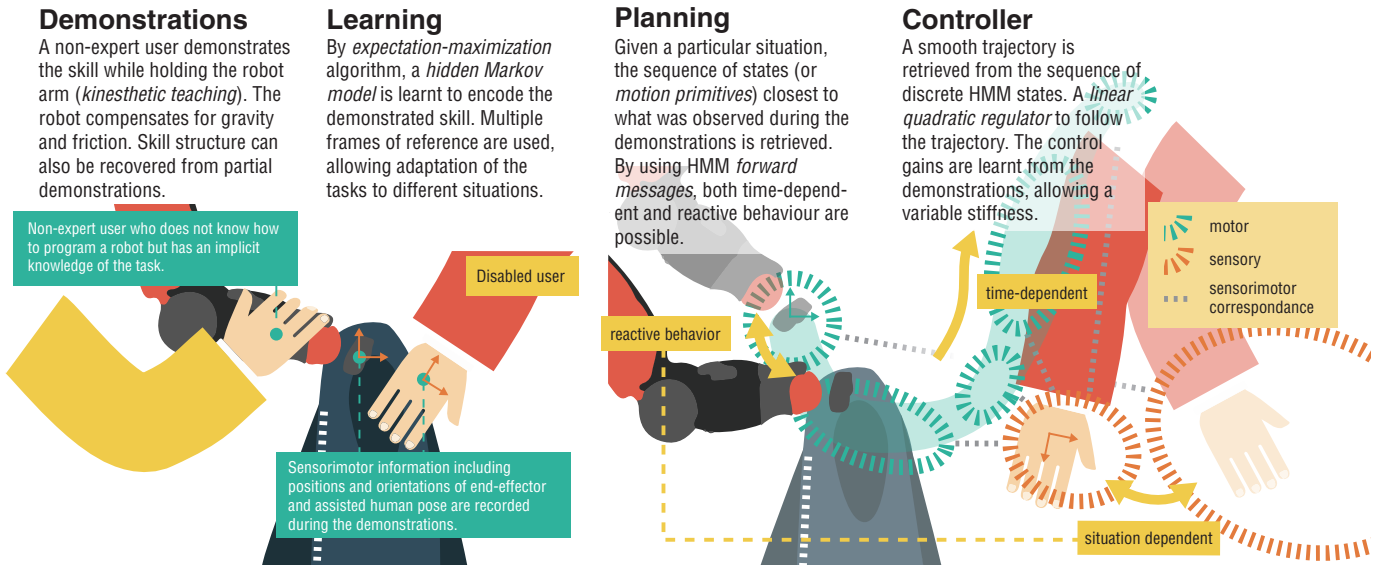 Demonstrations
A non-expert user demonstrates
the skill while holding the robot
arm (kinesthetic teaching). The
robot compensates for gravity
and friction. Skill structure can
also be recovered from partial
demonstrations.
Non-expert user who does not know how
to program a robot but has an implicit
knowledge of the task.
Learning
By expectation-maximization
algorithm, a hidden Markov
model is learnt to encode the
demonstrated skill. Multiple
frames of reference are used,
allowing adaptation of the
tasks to different situations.
Disabled user
Sensorimotor information including
positions and orientations of end-effector
and assisted human pose are recorded
during the demonstrations.
Planning
Given a particular situation,
the sequence of states (or
motion primitives) closest to
what was observed during the
demonstrations is retrieved.
By using HMM forward
messages, both time-depend-
ent and reactive behaviour are
possible.
reactive behavior
Controller
A smooth trajectory is
retrieved from the sequence of
discrete HMM states. A linear
quadratic regulator to follow
the trajectory. The control
gains are learnt from the
demonstrations, allowing a
variable stiffness.
time-dependent
motor
sensory
sensorimotor
correspondance
situation dependent